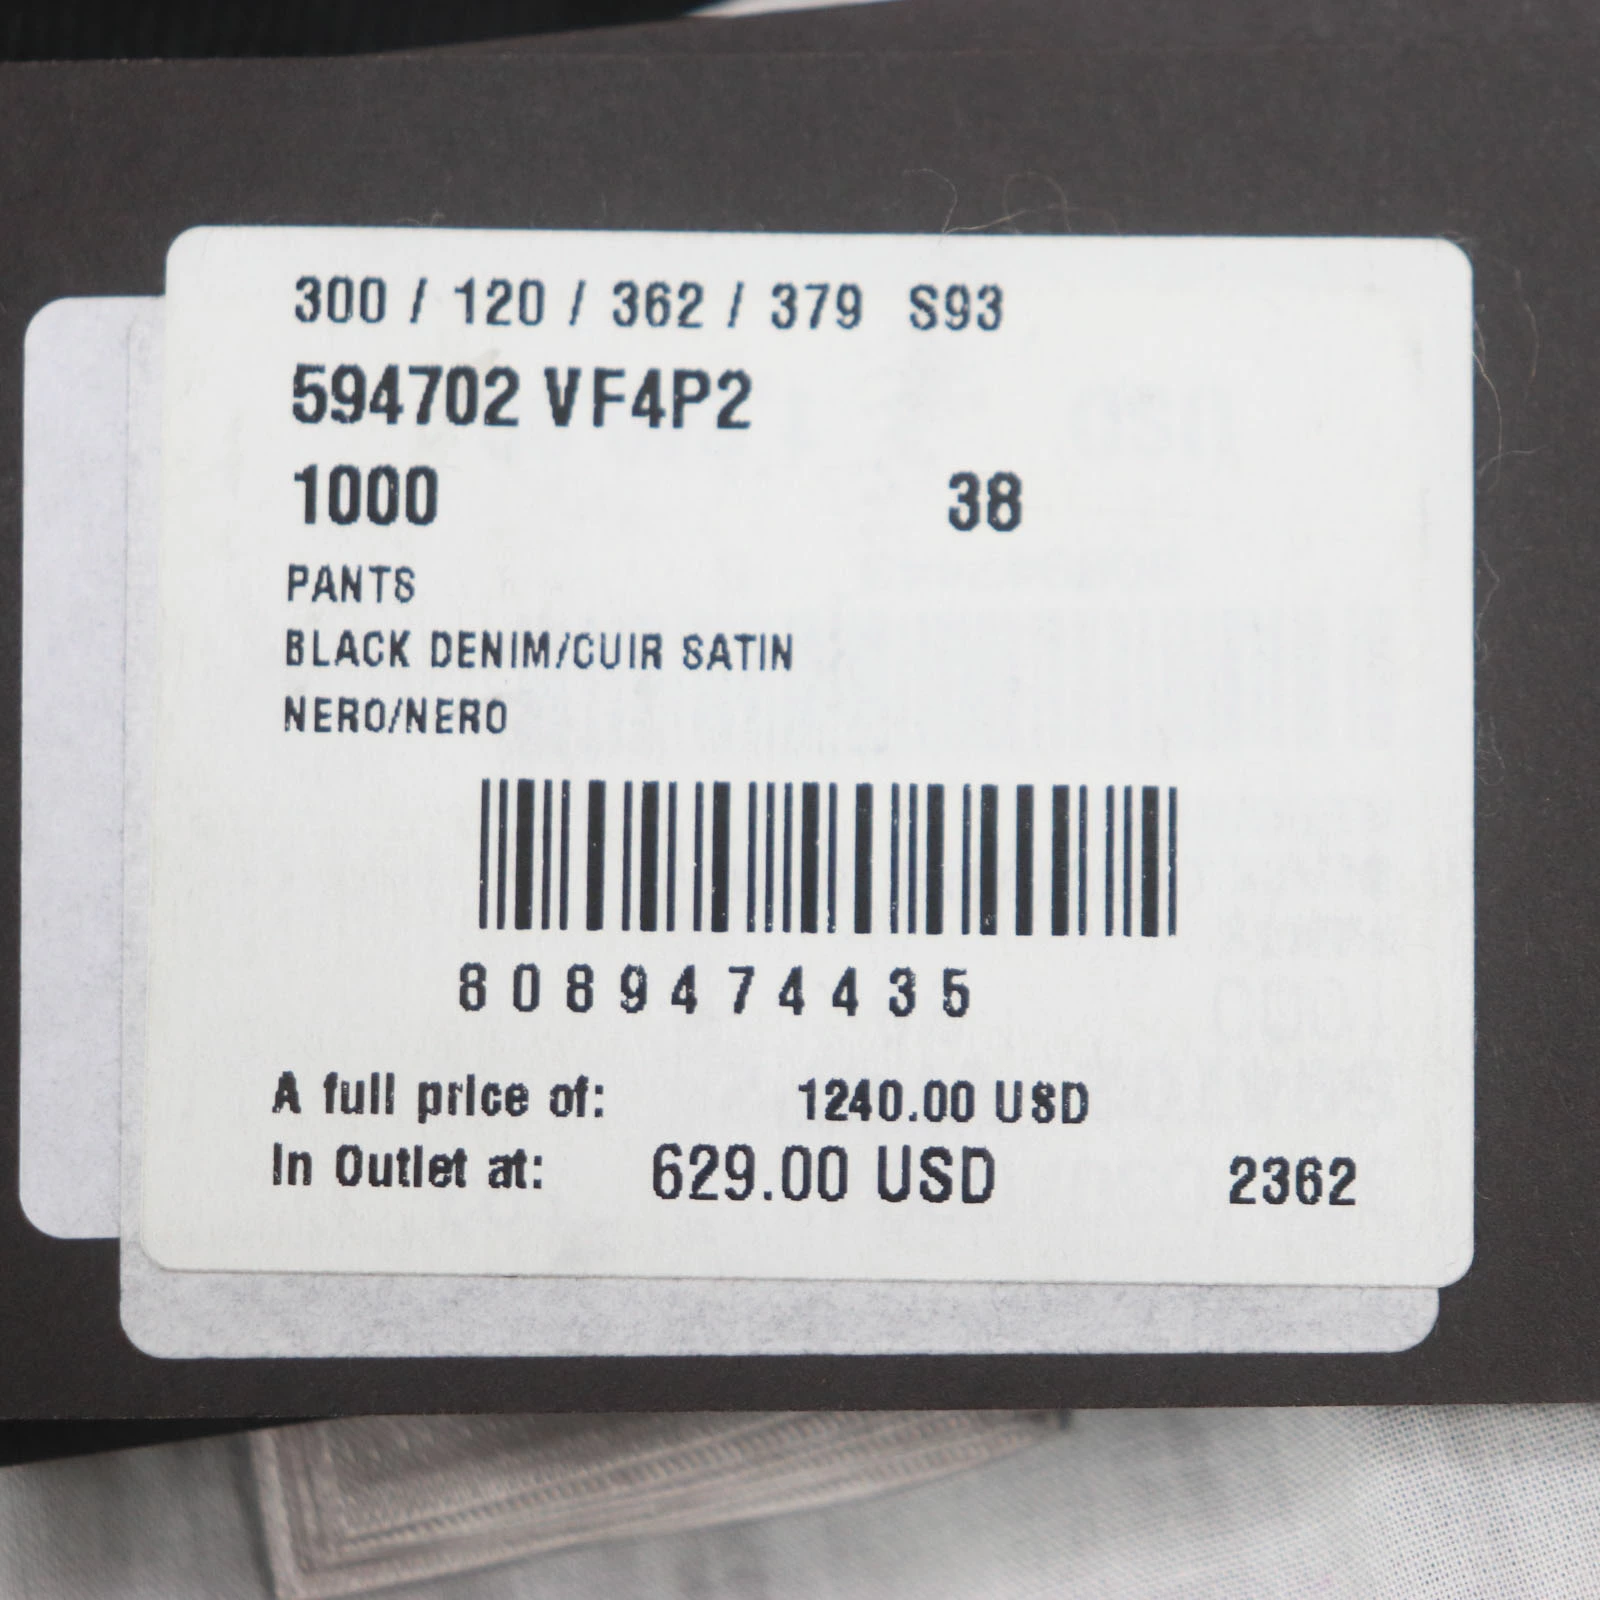 300 / 120 / 362 / 379 S93
594702 VF4P2
1000 38
PANTS
BLACK DENIM/CUIR SATIN
NERO/NERO
8089474435
A full price of: 1240.00 USD
In Outlet at: 629.00 USD 2362